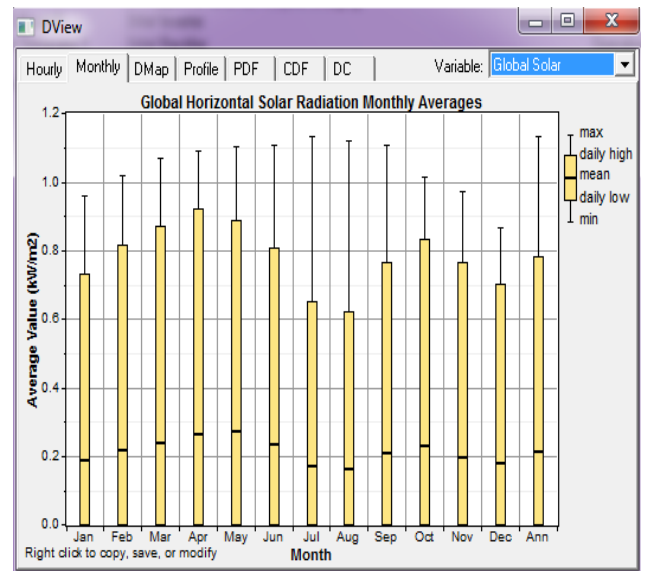 DView
Hourly Monthly DMap Profile PDF CDF DC Variable: Global Solar
Global Horizontal Solar Radiation Monthly Averages
1.2
1.0
0.8
0.6
0.4
0.2
0.0
Average Value (kW/m2)
max
daily high
mean
daily low
min
Jan Feb Mar Apr May Jun Jul Aug Sep Oct Nov Dec Ann
Right click to copy, save, or modify
Month